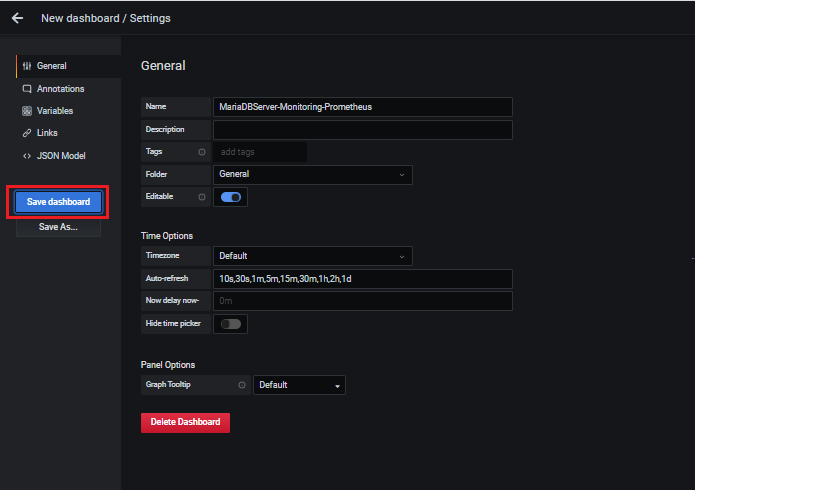 New dashboard / Settings
General
Annotations
Variables
Links
JSON Model
Save dashboard
Save As...
General
Name MariaDBServer-Monitoring-Prometheus
Description
Tags add tags
Folder General
Editable
Time Options
Timezone Default
Auto-refresh 10s,30s,1m,5m,15m,30m,1h,2h,1d
Now delay now- 0m
Hide time picker
Panel Options
Graph Tooltip Default
Delete Dashboard